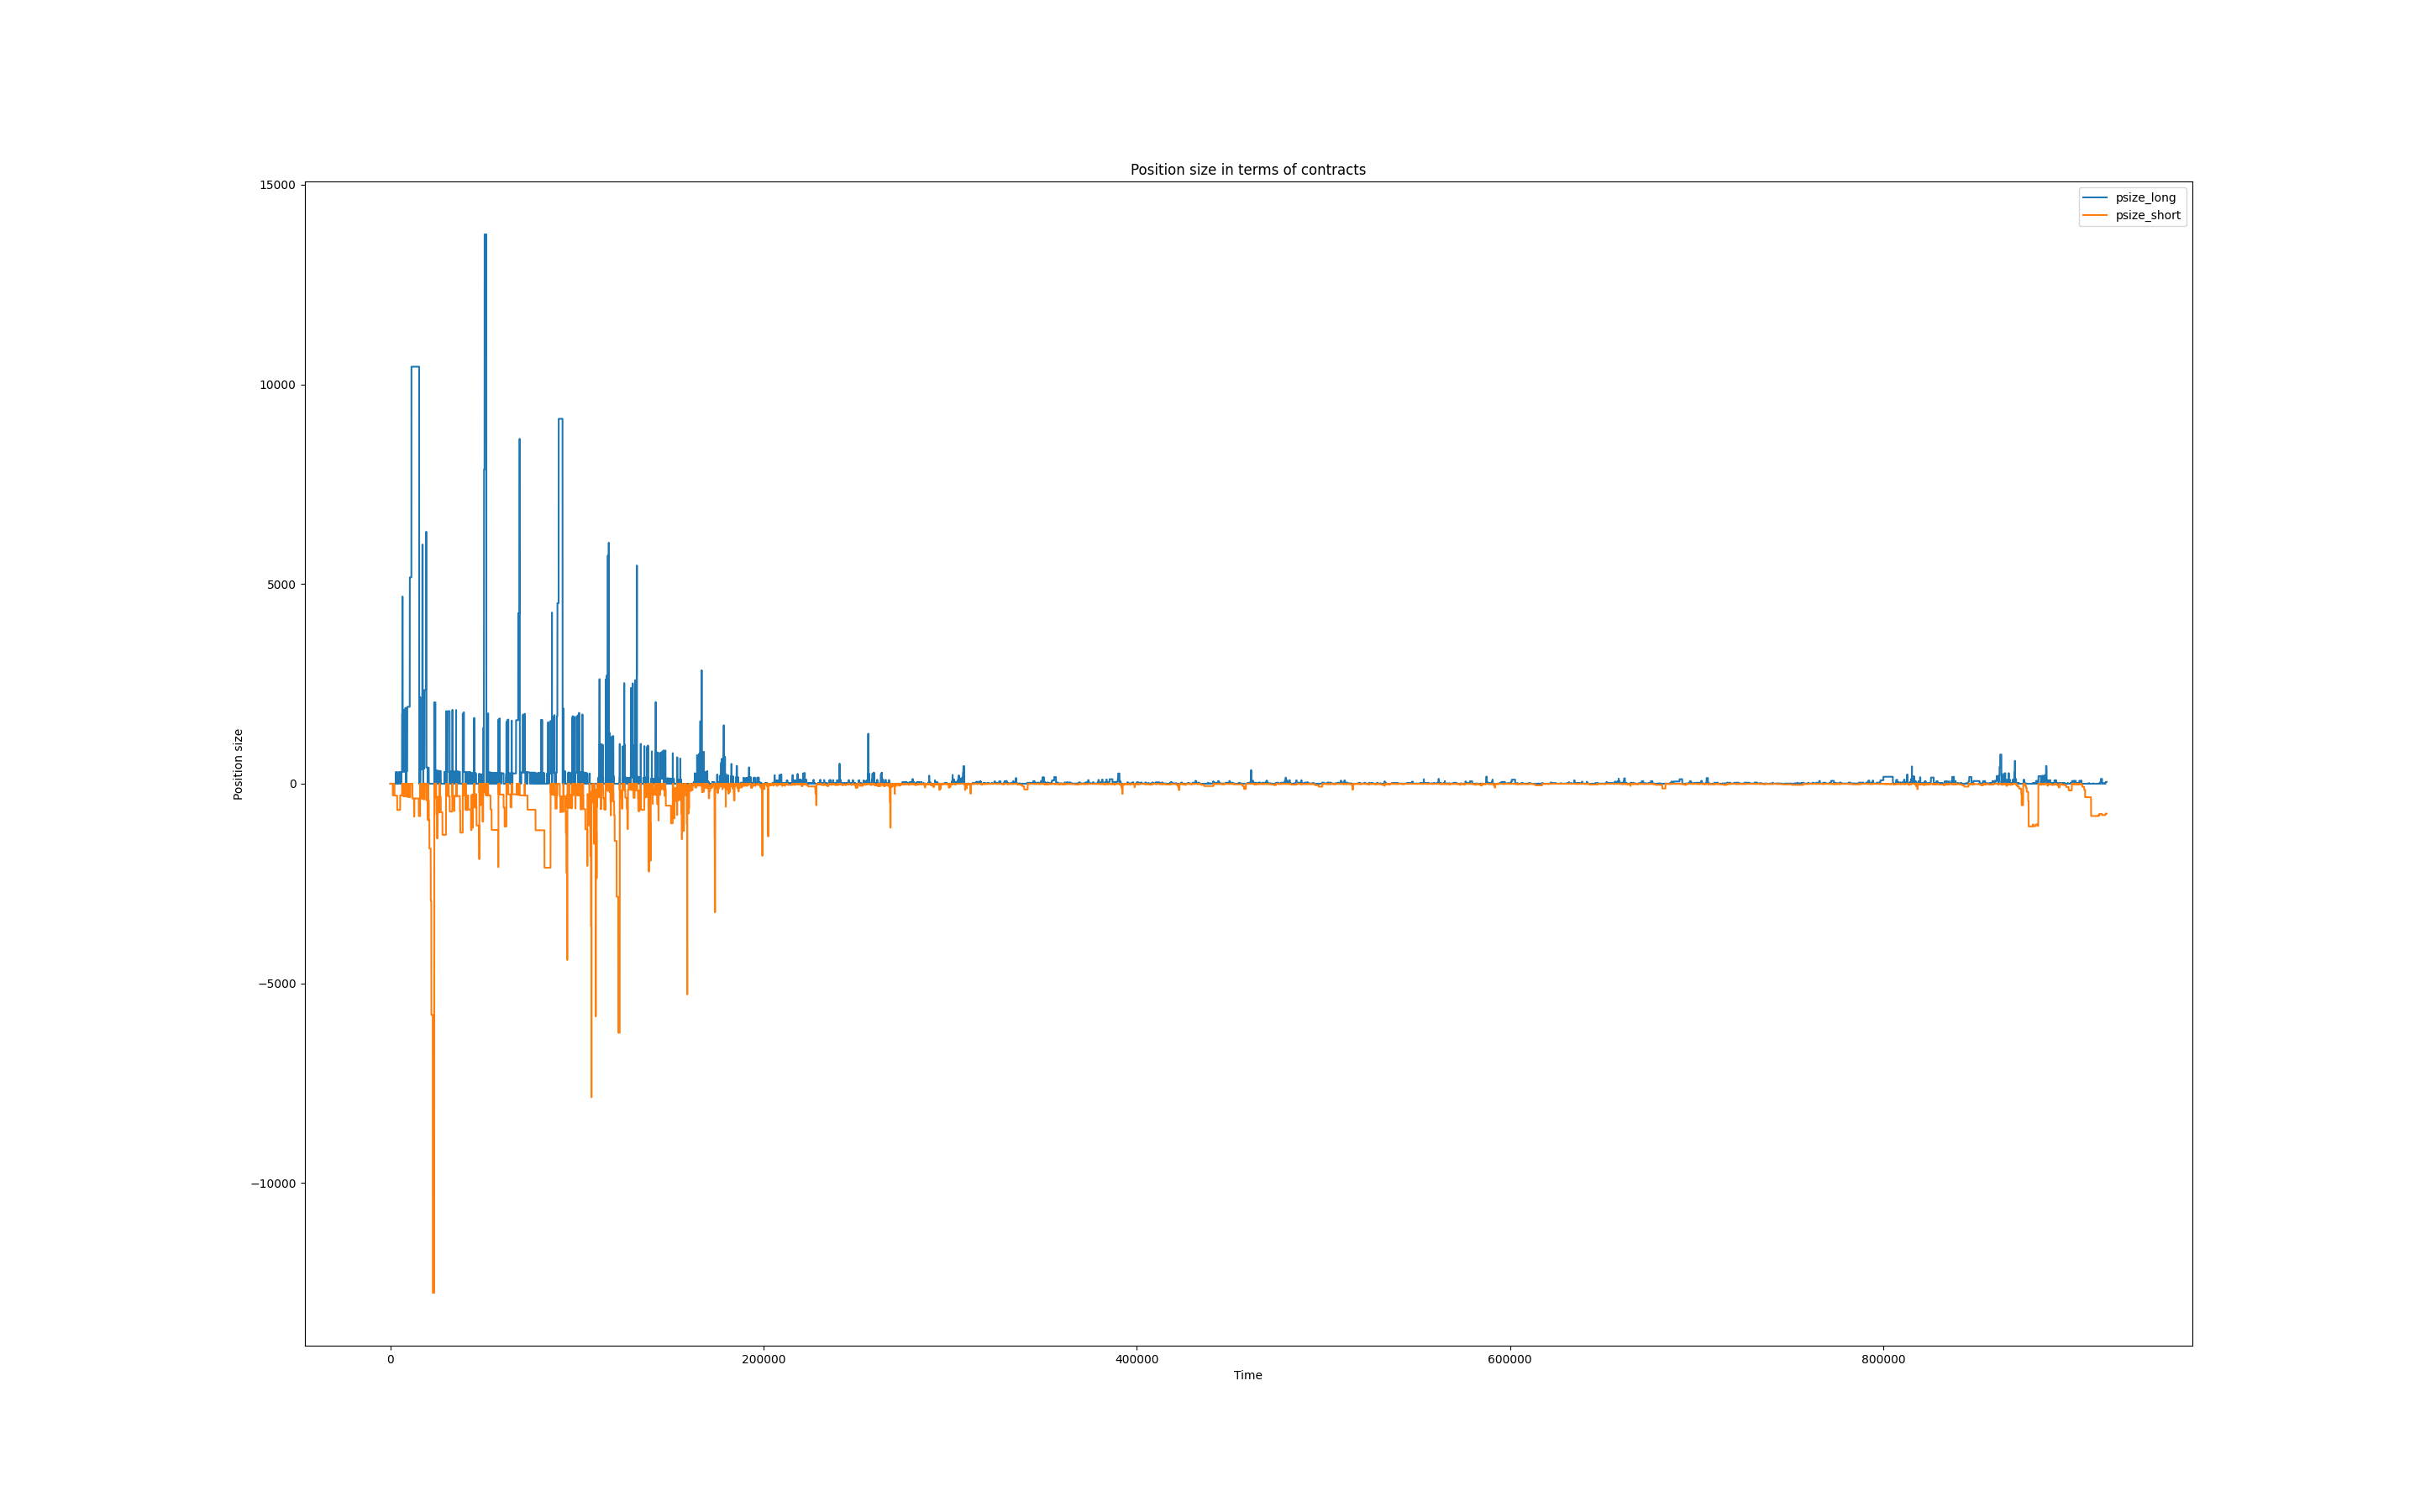 Position size in terms of contracts
15000
10000
5000
0
−5000
−10000
Position size
psize_long
psize_short
0
200000
400000
600000
800000
Time